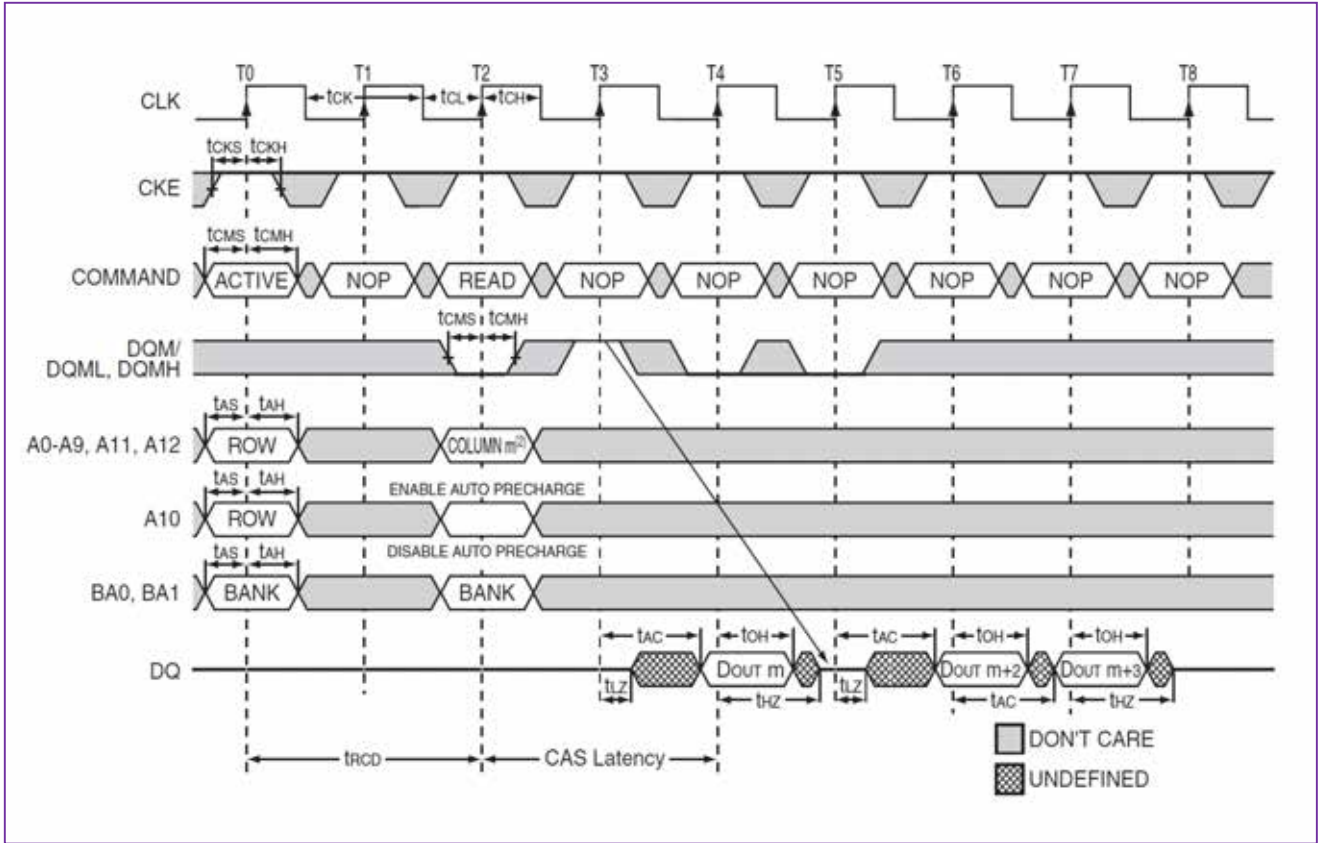 T0 T1 T2 T3 T4 T5 T6 T7 T8
CLK
tCK tCL tCH
tCKS tCKH
CKE
tCMS tCMH
COMMAND
ACTIVE NOP READ NOP NOP NOP NOP NOP NOP
tCMS tCMH
DQM/
DQML, DQMH
tAS tAH
A0-A9, A11, A12
ROW COLUMN m(2)
tAS tAH
ENABLE AUTO PRECHARGE
A10
ROW
tAS tAH
DISABLE AUTO PRECHARGE
BA0, BA1
BANK BANK
tAC tOH tAC tOH tOH
DQ
DOUT m DOUT m+2 DOUT m+3
tLZ tHZ tLZ tAC tHZ
tRCD CAS Latency
DON'T CARE
UNDEFINED